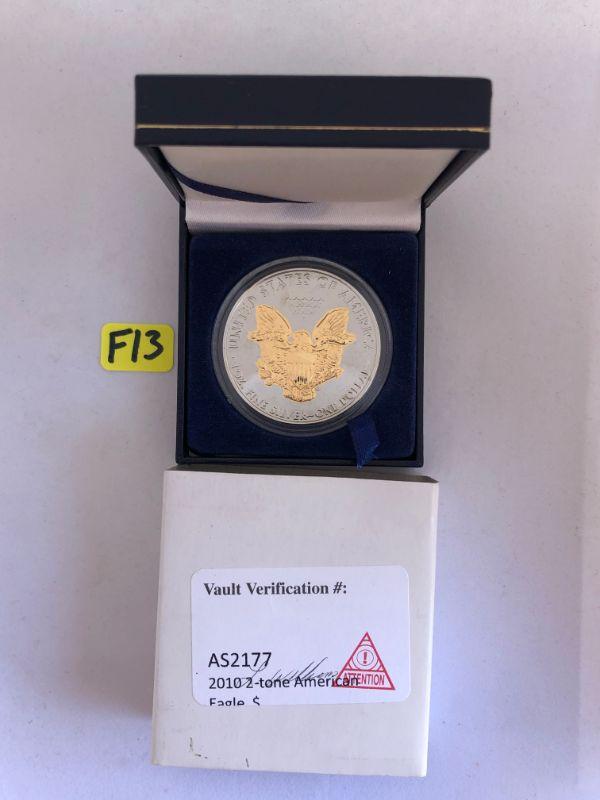 UNITED STATES OF AMERICA
1 OZ. FINE SILVER~ONE DOLLAR
F13
Vault Verification #:
AS2177
2010 2-tone American
Eagle, $
!
ATTENTION